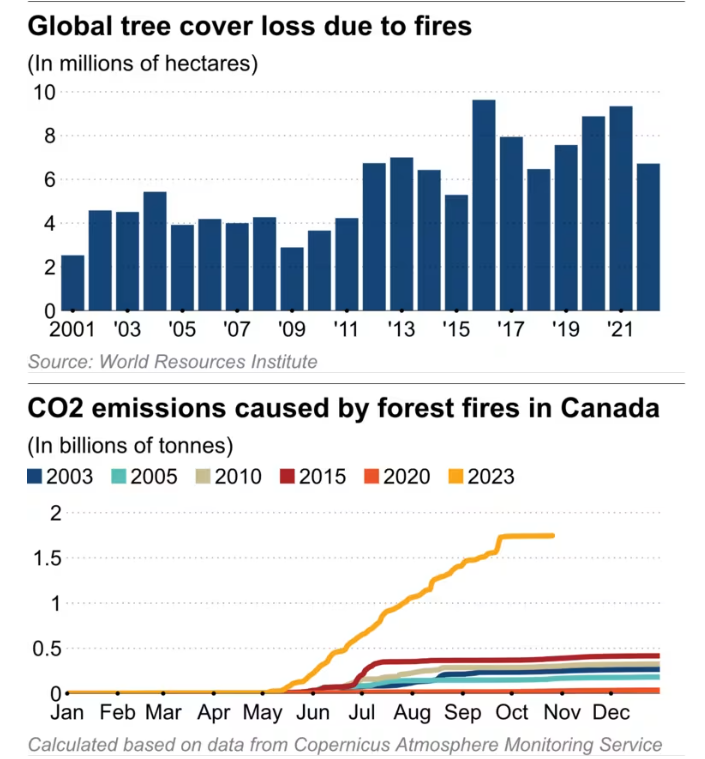 Global tree cover loss due to fires
(In millions of hectares)
10
8
6
4
2
0
2001 '03 '05 '07 '09 '11 '13 '15 '17 '19 '21
Source: World Resources Institute
CO2 emissions caused by forest fires in Canada
(In billions of tonnes)
2003 2005 2010 2015 2020 2023
2
1.5
1
0.5
0
Jan Feb Mar Apr May Jun Jul Aug Sep Oct Nov Dec
Calculated based on data from Copernicus Atmosphere Monitoring Service